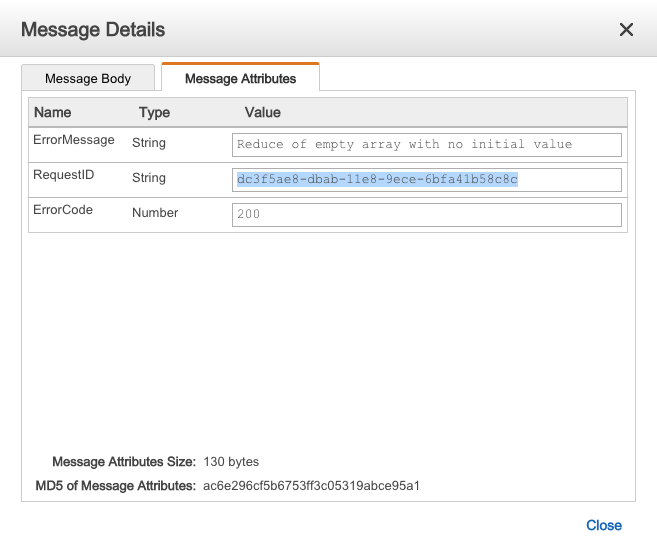 Message Details
Message Body Message Attributes
Name Type Value
ErrorMessage String Reduce of empty array with no initial value
RequestID String dc3f5ae8-dbab-11e8-9ece-6bfa41b58c8c
ErrorCode Number 200
Message Attributes Size: 130 bytes
MD5 of Message Attributes: ac6e296cf5b6753ff3c05319abce95a1
Close